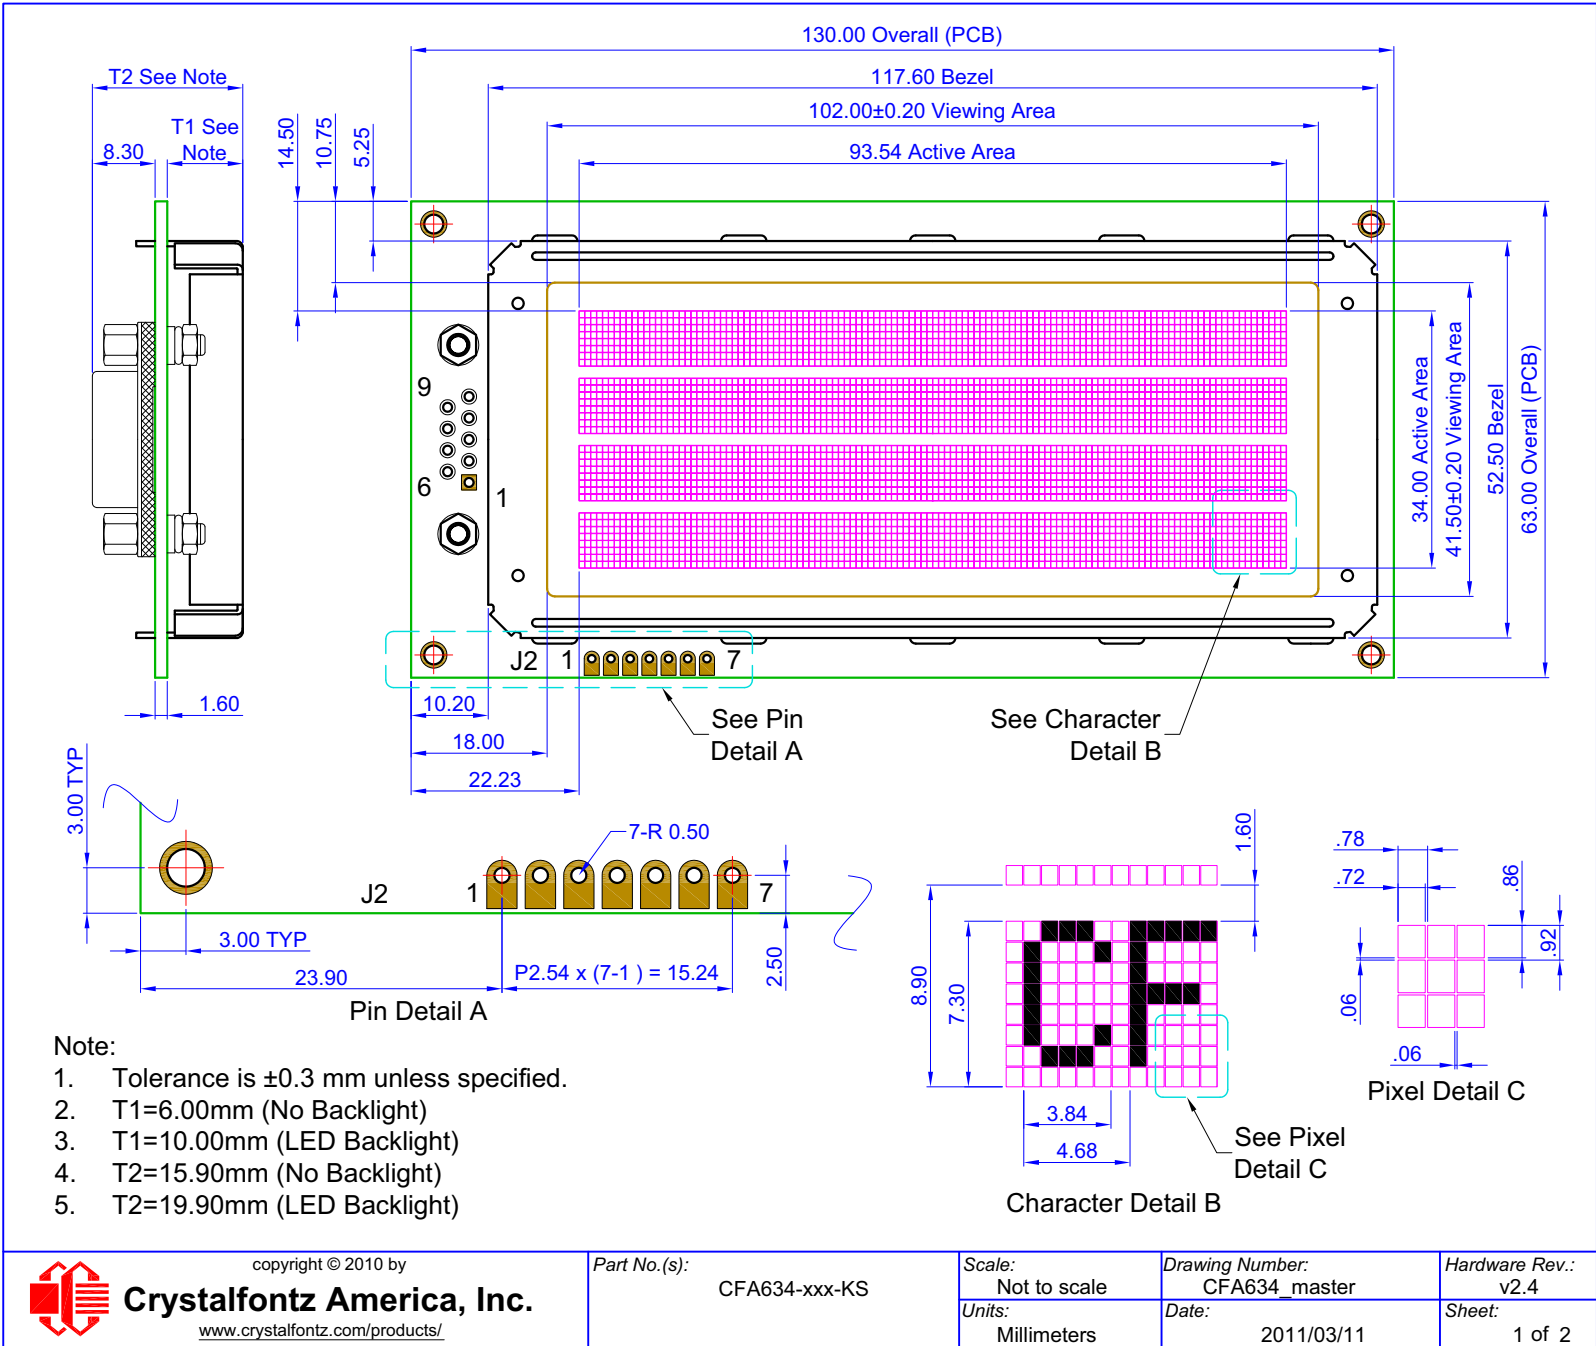 130.00 Overall (PCB)
T2 See Note
117.60 Bezel
102.00±0.20 Viewing Area
T1 See
Note
8.30
14.50
10.75
5.25
93.54 Active Area
9
6
1
34.00 Active Area
41.50±0.20 Viewing Area
52.50 Bezel
63.00 Overall (PCB)
J2 1 7
1.60
10.20
18.00
22.23
See Pin
Detail A
See Character
Detail B
3.00 TYP
7-R 0.50
J2 1 7
3.00 TYP
23.90
P2.54 x (7-1 ) = 15.24
2.50
Pin Detail A
1.60
8.90
7.30
3.84
4.68
See Pixel
Detail C
Character Detail B
.78
.72
.86
.92
.06
.06
Pixel Detail C
Note:
1. Tolerance is ±0.3 mm unless specified.
2. T1=6.00mm (No Backlight)
3. T1=10.00mm (LED Backlight)
4. T2=15.90mm (No Backlight)
5. T2=19.90mm (LED Backlight)
copyright © 2010 by
Crystalfontz America, Inc.
www.crystalfontz.com/products/
Part No.(s):
CFA634-xxx-KS
Scale:
Not to scale
Units:
Millimeters
Drawing Number:
CFA634_master
Date:
2011/03/11
Hardware Rev.:
v2.4
Sheet:
1 of 2